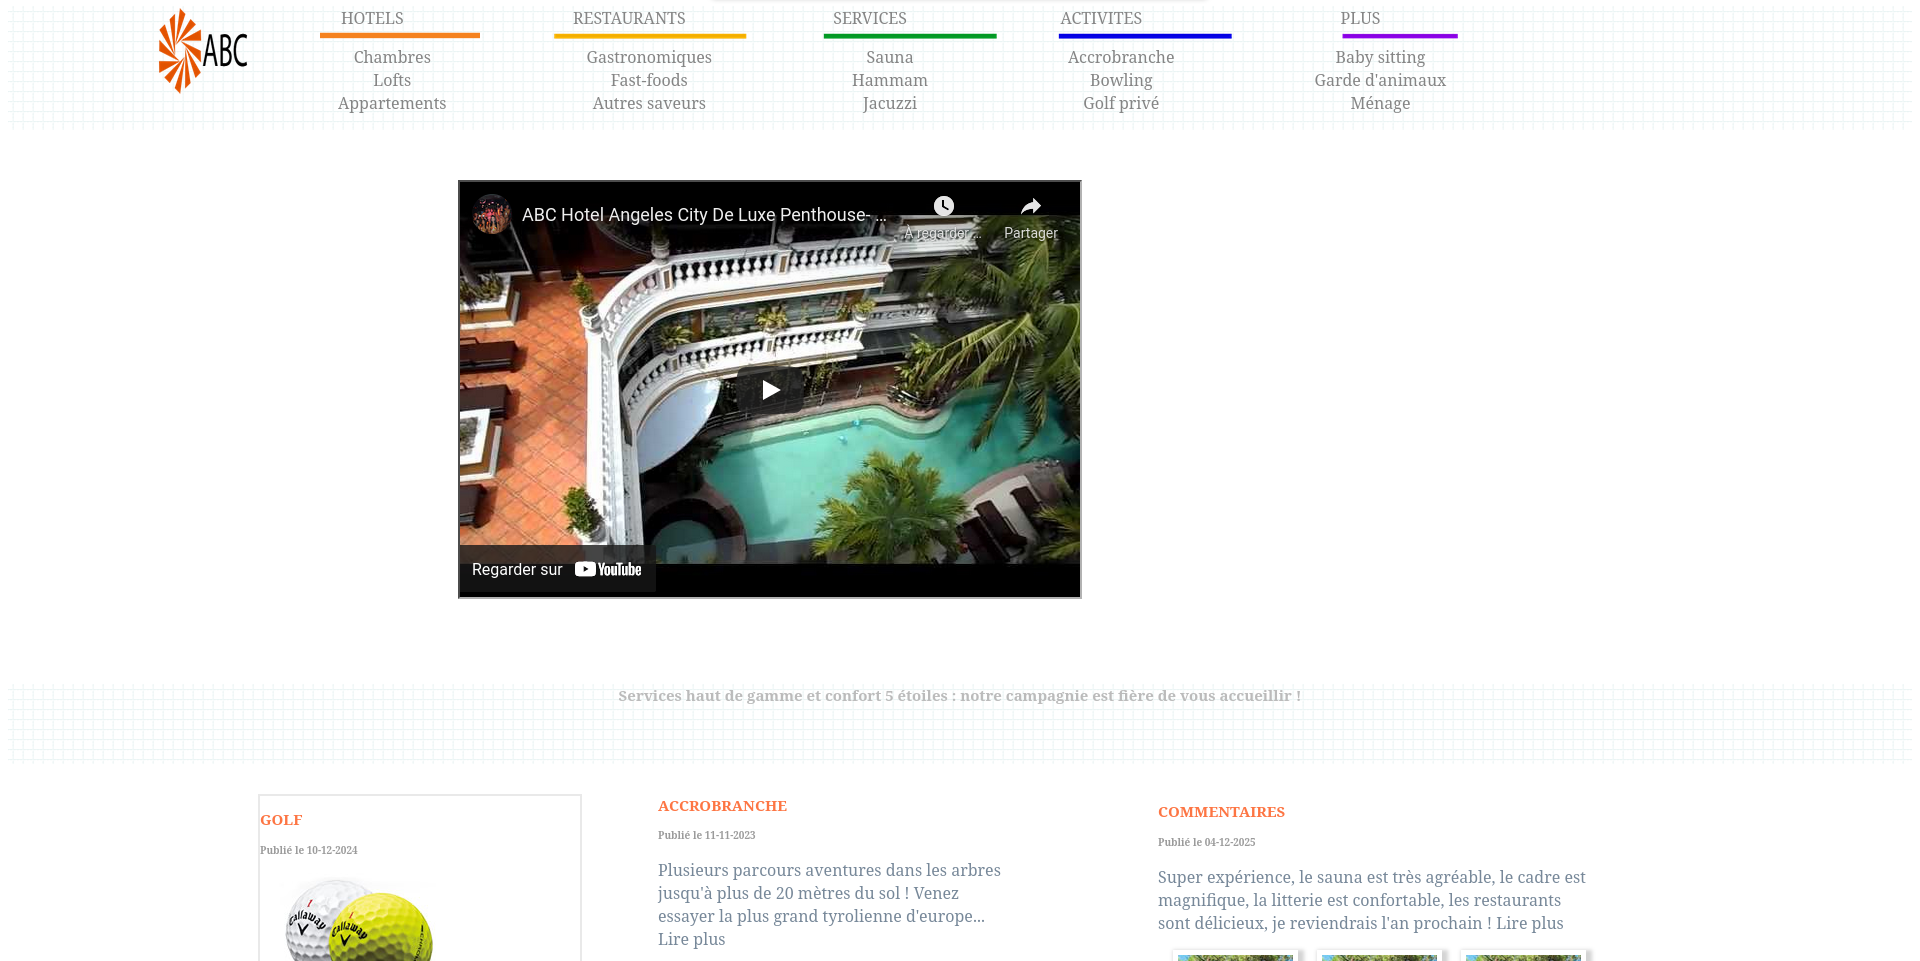 ABC
HOTELS
Chambres
Lofts
Appartements
RESTAURANTS
Gastronomiques
Fast-foods
Autres saveurs
SERVICES
Sauna
Hammam
Jacuzzi
ACTIVITES
Accrobranche
Bowling
Golf privé
PLUS
Baby sitting
Garde d'animaux
Ménage
ABC Hotel Angeles City De Luxe Penthouse- ...
À regarder ...
Partager
Regarder sur YouTube
Services haut de gamme et confort 5 étoiles : notre campagnie est fière de vous accueillir !
GOLF
Publié le 10-12-2024
Callaway
Callaway
ACCROBRANCHE
Publié le 11-11-2023
Plusieurs parcours aventures dans les arbres
jusqu'à plus de 20 mètres du sol ! Venez
essayer la plus grand tyrolienne d'europe...
Lire plus
COMMENTAIRES
Publié le 04-12-2025
Super expérience, le sauna est très agréable, le cadre est
magnifique, la litterie est confortable, les restaurants
sont délicieux, je reviendrais l'an prochain ! Lire plus